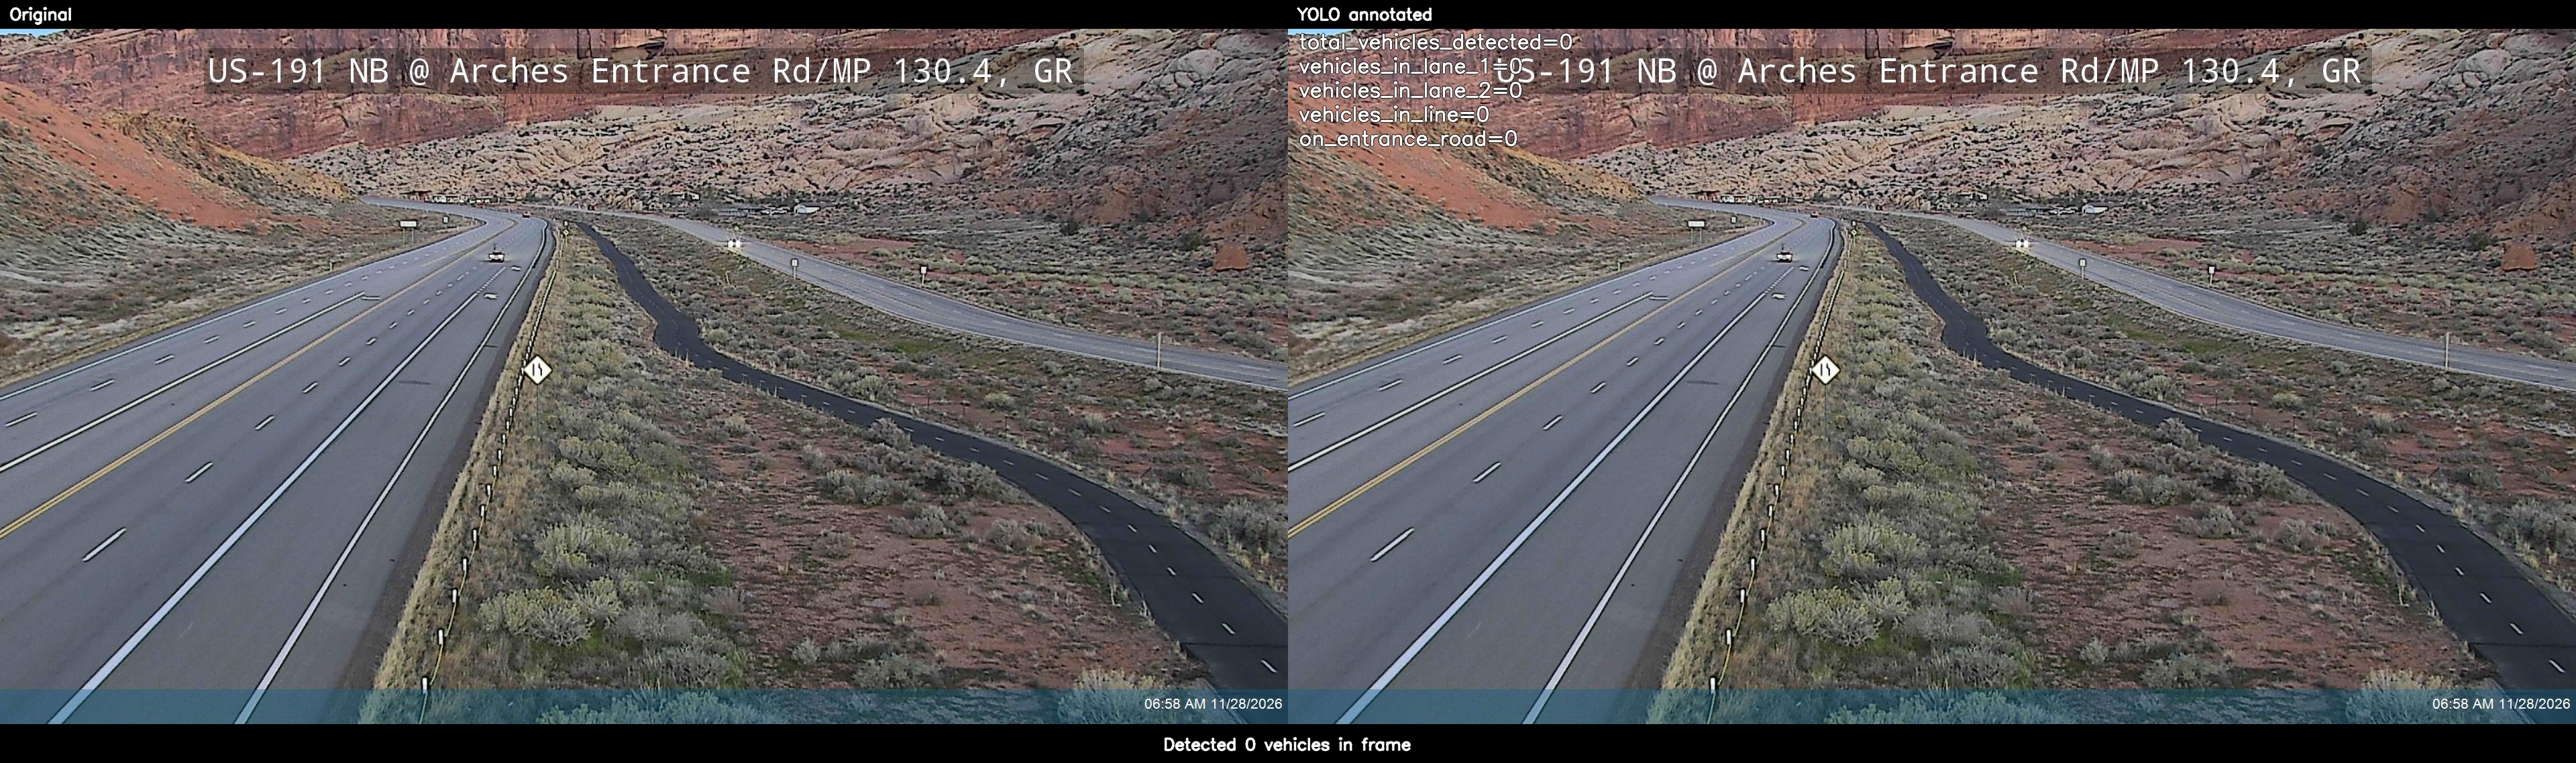 Original
US-191 NB @ Arches Entrance Rd/MP 130.4, GR
06:58 AM 11/28/2026
YOLO annotated
total_vehicles_detected=0
vehicles_in_lane_1=0
US-191 NB @ Arches Entrance Rd/MP 130.4, GR
vehicles_in_lane_2=0
vehicles_in_line=0
on_entrance_road=0
06:58 AM 11/28/2026
Detected 0 vehicles in frame